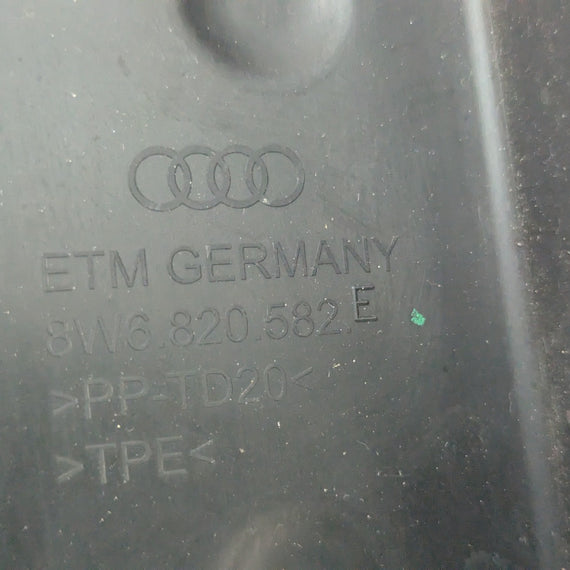 ETM GERMANY
8W6.820.582.E
>PP-TD20<
>TPE<